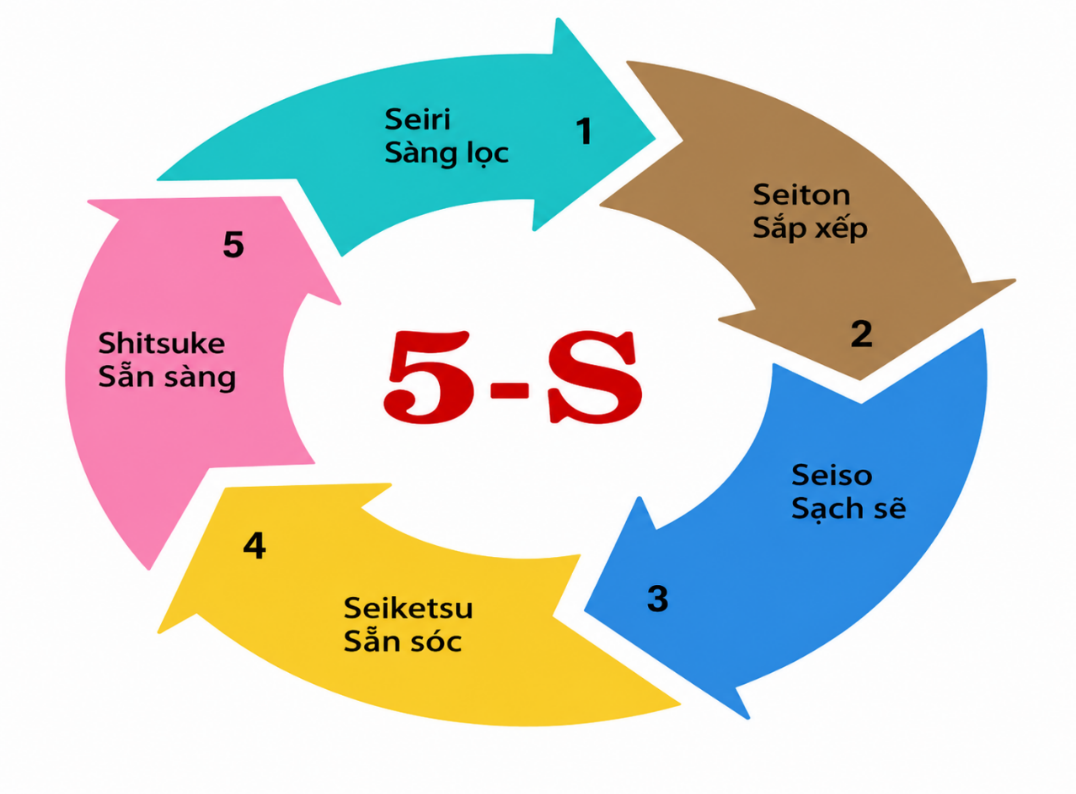 Seiri
Sàng lọc
1
Seiton
Sắp xếp
2
Seiso
Sạch sẽ
3
Seiketsu
Sẵn sóc
4
Shitsuke
Sẵn sàng
5
5-S